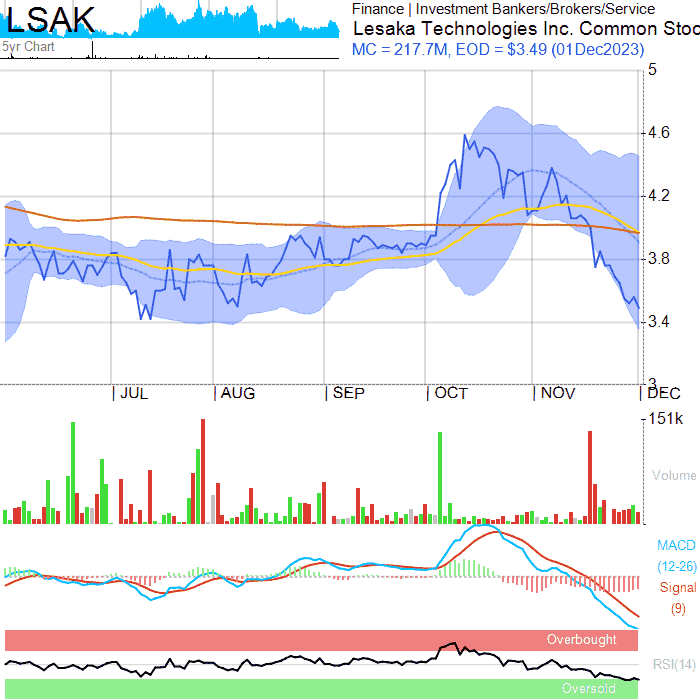 LSAK
Finance | Investment Bankers/Brokers/Service
Lesaka Technologies Inc. Common Stoc
5yr Chart
MC = 217.7M, EOD = $3.49 (01Dec2023)
5
4.6
4.2
3.8
3.4
3
JUL
AUG
SEP
OCT
NOV
DEC
151k
Volume
MACD
(12-26)
Signal
(9)
Overbought
RSI(14)
Oversold